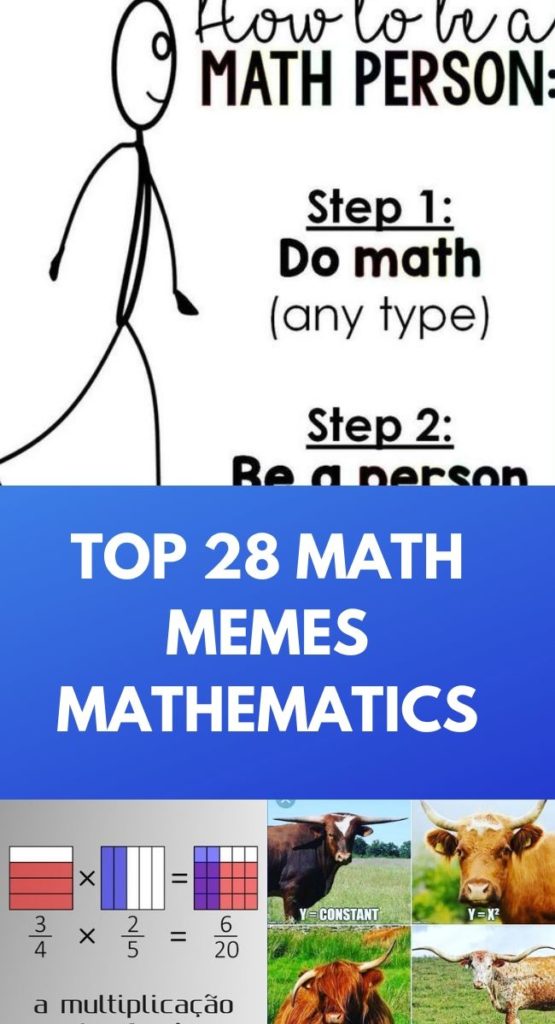 How to be a
MATH PERSON:
Step 1:
Do math
(any type)
Step 2:
Be a person
TOP 28 MATH
MEMES
MATHEMATICS
3/4 × 2/5 = 6/20
a multiplicação
Y = CONSTANT
Y = X²